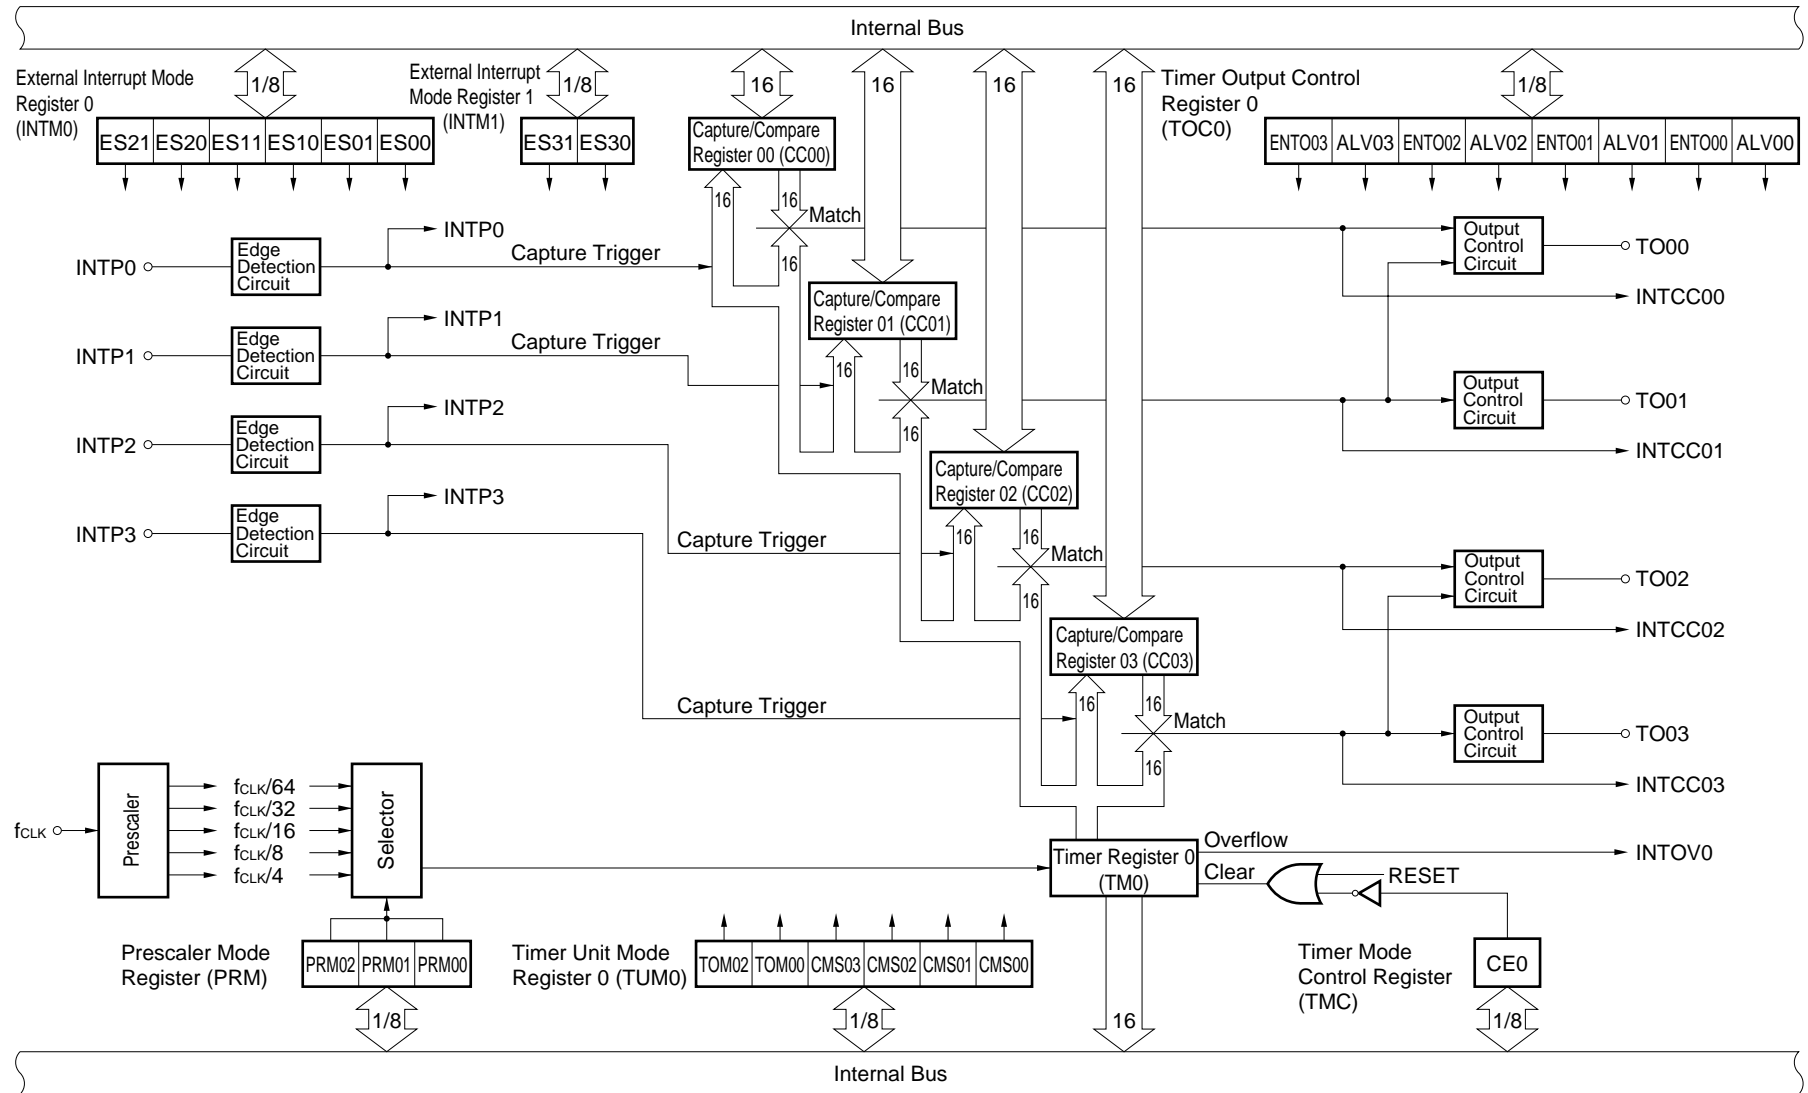 Internal Bus
External Interrupt Mode
Register 0
(INTM0)
1/8
External Interrupt
Mode Register 1
(INTM1)
1/8
16
16
16
16
Timer Output Control
Register 0
(TOC0)
1/8
ES21 ES20 ES11 ES10 ES01 ES00
ES31 ES30
Capture/Compare
Register 00 (CC00)
ENTO03 ALV03 ENTO02 ALV02 ENTO01 ALV01 ENTO00 ALV00
16
16
Match
16
INTP0
Edge
Detection
Circuit
INTP0
Capture Trigger
Output
Control
Circuit
TO00
INTCC00
Capture/Compare
Register 01 (CC01)
INTP1
Edge
Detection
Circuit
INTP1
Capture Trigger
16
16
Match
16
Output
Control
Circuit
TO01
INTCC01
INTP2
Edge
Detection
Circuit
INTP2
Capture/Compare
Register 02 (CC02)
INTP3
Edge
Detection
Circuit
INTP3
Capture Trigger
16
16
Match
16
Output
Control
Circuit
TO02
INTCC02
Capture/Compare
Register 03 (CC03)
Capture Trigger
16
16
Match
16
Output
Control
Circuit
TO03
INTCC03
fCLK
Prescaler
fCLK/64
fCLK/32
fCLK/16
fCLK/8
fCLK/4
Selector
Timer Register 0
(TM0)
Overflow
INTOV0
Clear
RESET
Prescaler Mode
Register (PRM)
PRM02 PRM01 PRM00
1/8
Timer Unit Mode
Register 0 (TUM0)
TOM02 TOM00 CMS03 CMS02 CMS01 CMS00
1/8
16
Timer Mode
Control Register
(TMC)
CE0
1/8
Internal Bus